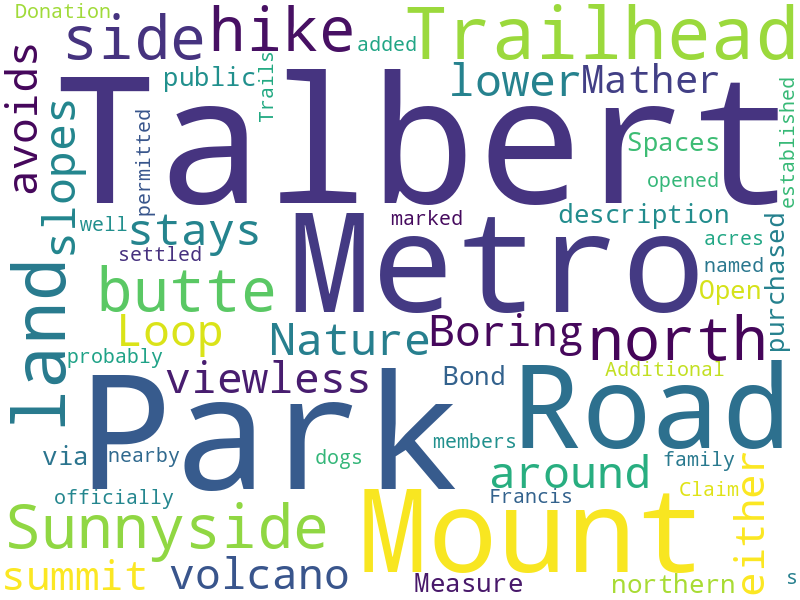 Donation
side
hike
added
Trailhead
avoids
public
Trails
lower
Mather
Talbert
slopes
permitted
Spaces
established
opened
well
stays
marked
description
settled
Metro
acres
named
purchased
land
butte
Open
Loop
Nature
Boring
north
probably
viewless
Bond
Additional
Park
Road
via
nearby
dogs
members
around
family
officially
Francis
Claim
either
Sunnyside
Mount
summit
volcano
Measure
northern
s